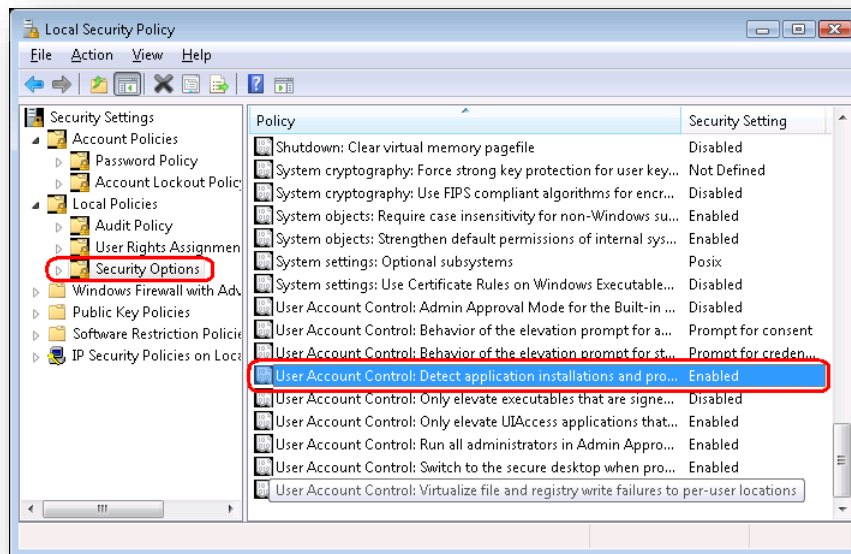 Local Security Policy
File Action View Help
Security Settings
Account Policies
Password Policy
Account Lockout Polic
Local Policies
Audit Policy
User Rights Assignmen
Security Options
Windows Firewall with Adv
Public Key Policies
Software Restriction Policie
IP Security Policies on Loca
Policy Security Setting
Shutdown: Clear virtual memory pagefile Disabled
System cryptography: Force strong key protection for user key... Not Defined
System cryptography: Use FIPS compliant algorithms for encr... Disabled
System objects: Require case insensitivity for non-Windows su... Enabled
System objects: Strengthen default permissions of internal sys... Enabled
System settings: Optional subsystems Posix
System settings: Use Certificate Rules on Windows Executable... Disabled
User Account Control: Admin Approval Mode for the Built-in ... Disabled
User Account Control: Behavior of the elevation prompt for a... Prompt for consent
User Account Control: Behavior of the elevation prompt for st... Prompt for creden...
User Account Control: Detect application installations and pro... Enabled
User Account Control: Only elevate executables that are signe... Disabled
User Account Control: Only elevate UIAccess applications that... Enabled
User Account Control: Run all administrators in Admin Appro... Enabled
User Account Control: Switch to the secure desktop when pro... Enabled
User Account Control: Virtualize file and registry write failures to per-user locations